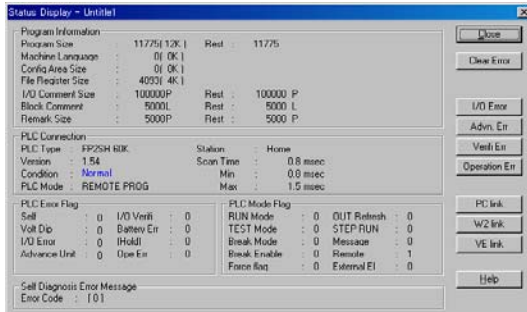 Status Display - Untitle1
Program Information
Program Size : 11775( 12K ) Rest : 11775
Machine Language : 0( 0K )
Config Area Size : 0( 0K )
File Register Size : 4093( 4K )
I/O Comment Size : 100000P Rest : 100000 P
Block Comment : 5000L Rest : 5000 L
Remark Size : 5000P Rest : 5000 P
PLC Connection
PLC Type : FP2SH 60K Station : Home
Version : 1.54 Scan Time : 0.8 msec
Condition : Normal Min : 0.8 msec
PLC Mode : REMOTE PROG Max : 1.5 msec
PLC Error Flag
Self : 0 I/O Verifi : 0
Volt Dip : 0 Battery Err : 0
I/O Error : 0 (Hold) : 0
Advance Unit : 0 Ope Err : 0
PLC Mode Flag
RUN Mode : 0 OUT Refresh : 0
TEST Mode : 0 STEP RUN : 0
Break Mode : 0 Message : 0
Break Enable : 0 Remote : 1
Force flag : 0 External EI : 0
Self Diagnosis Error Message
Error Code : [ 0 ]
Close
Clear Error
I/O Error
Advn. Err
Verifi Err
Operation Err
PC link
W2 link
VE link
Help